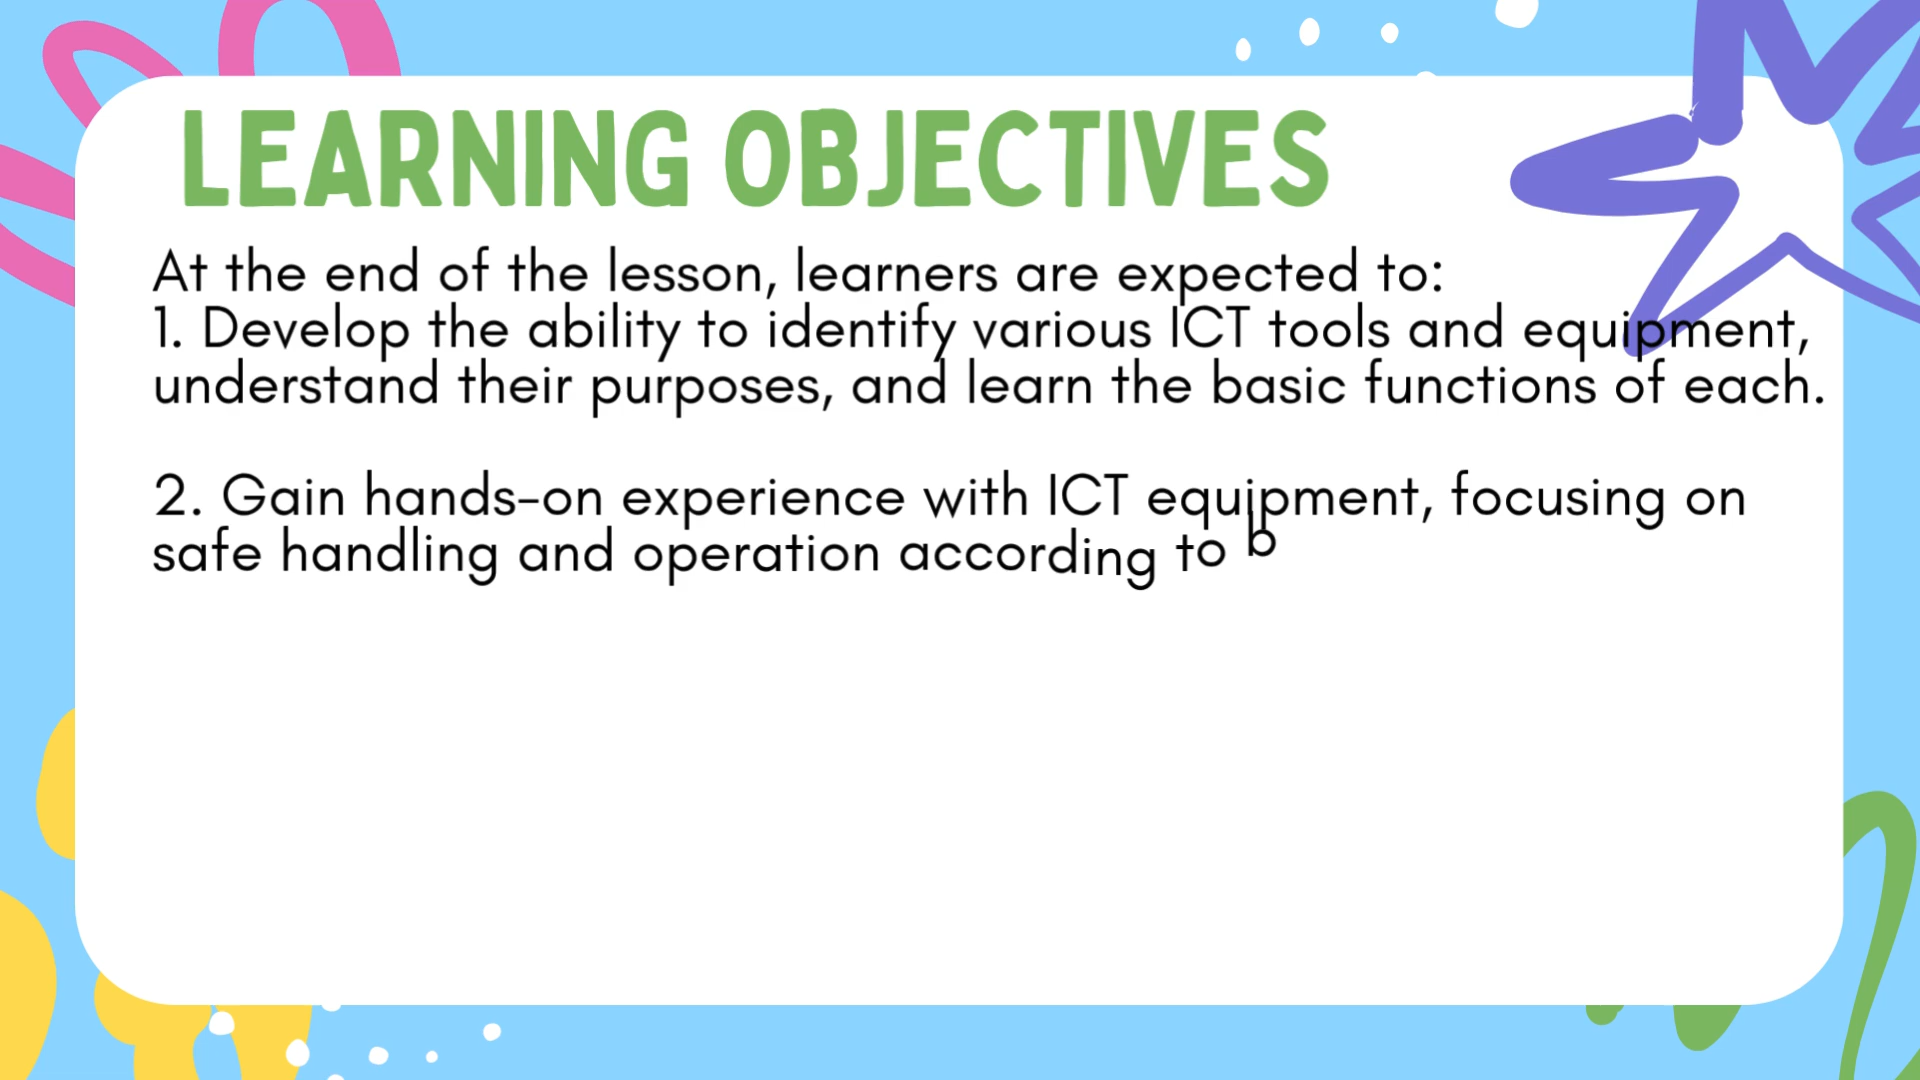 LEARNING OBJECTIVES
At the end of the lesson, learners are expected to:
1. Develop the ability to identify various ICT tools and equipment,
understand their purposes, and learn the basic functions of each.
2. Gain hands-on experience with ICT equipment, focusing on
safe handling and operation according to b